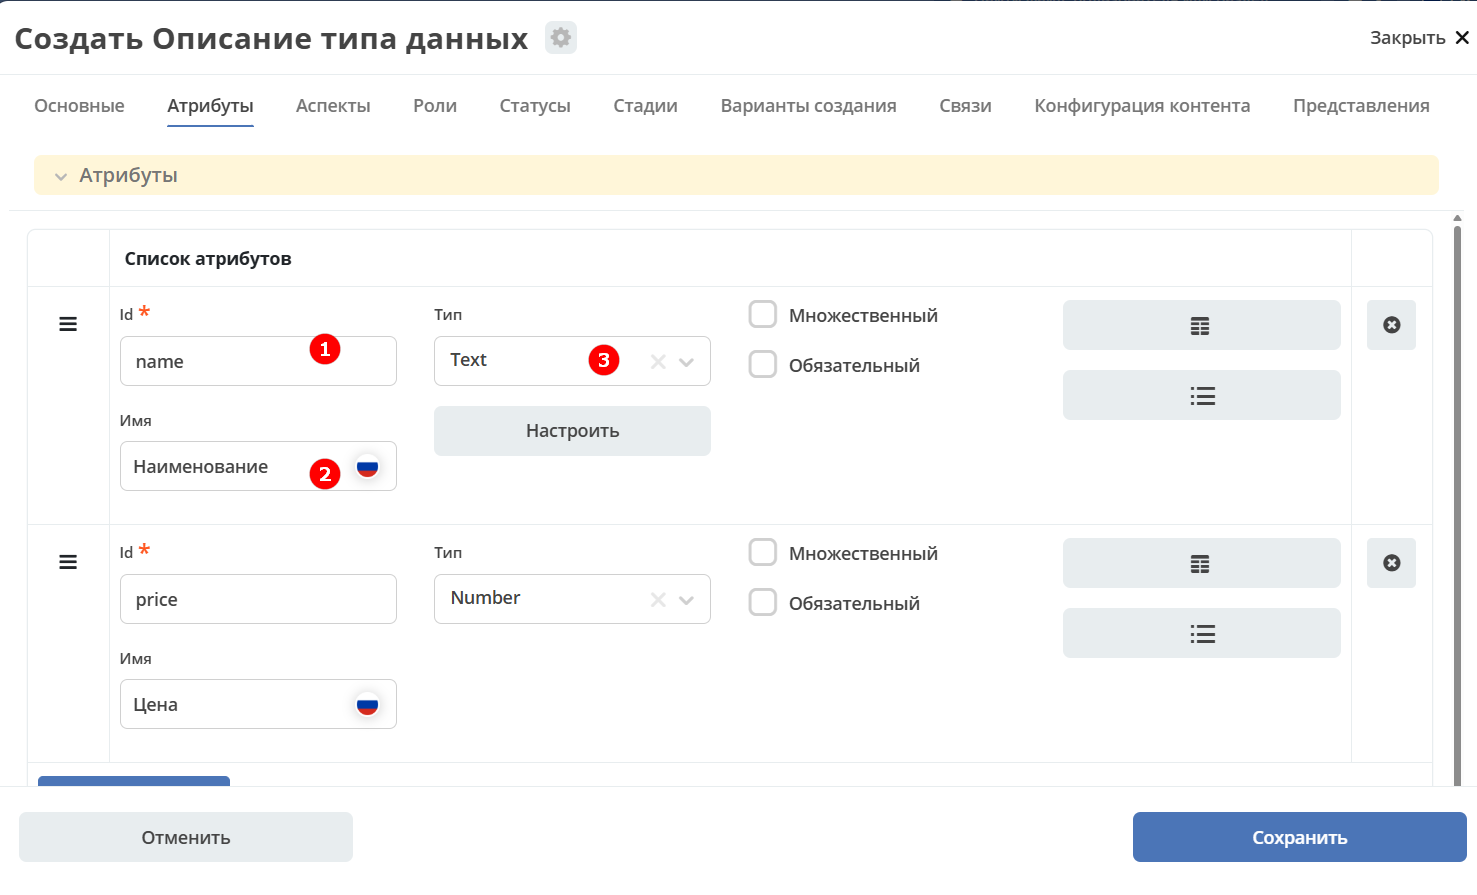 Создать Описание типа данных
Закрыть
Основные Атрибуты Аспекты Роли Статусы Стадии Варианты создания Связи Конфигурация контента Представления
Атрибуты
Список атрибутов
Id * Тип Множественный
name 1 Text 3 Обязательный
Имя Настроить
Наименование 2
Id * Тип Множественный
price Number Обязательный
Имя
Цена
Отменить Сохранить